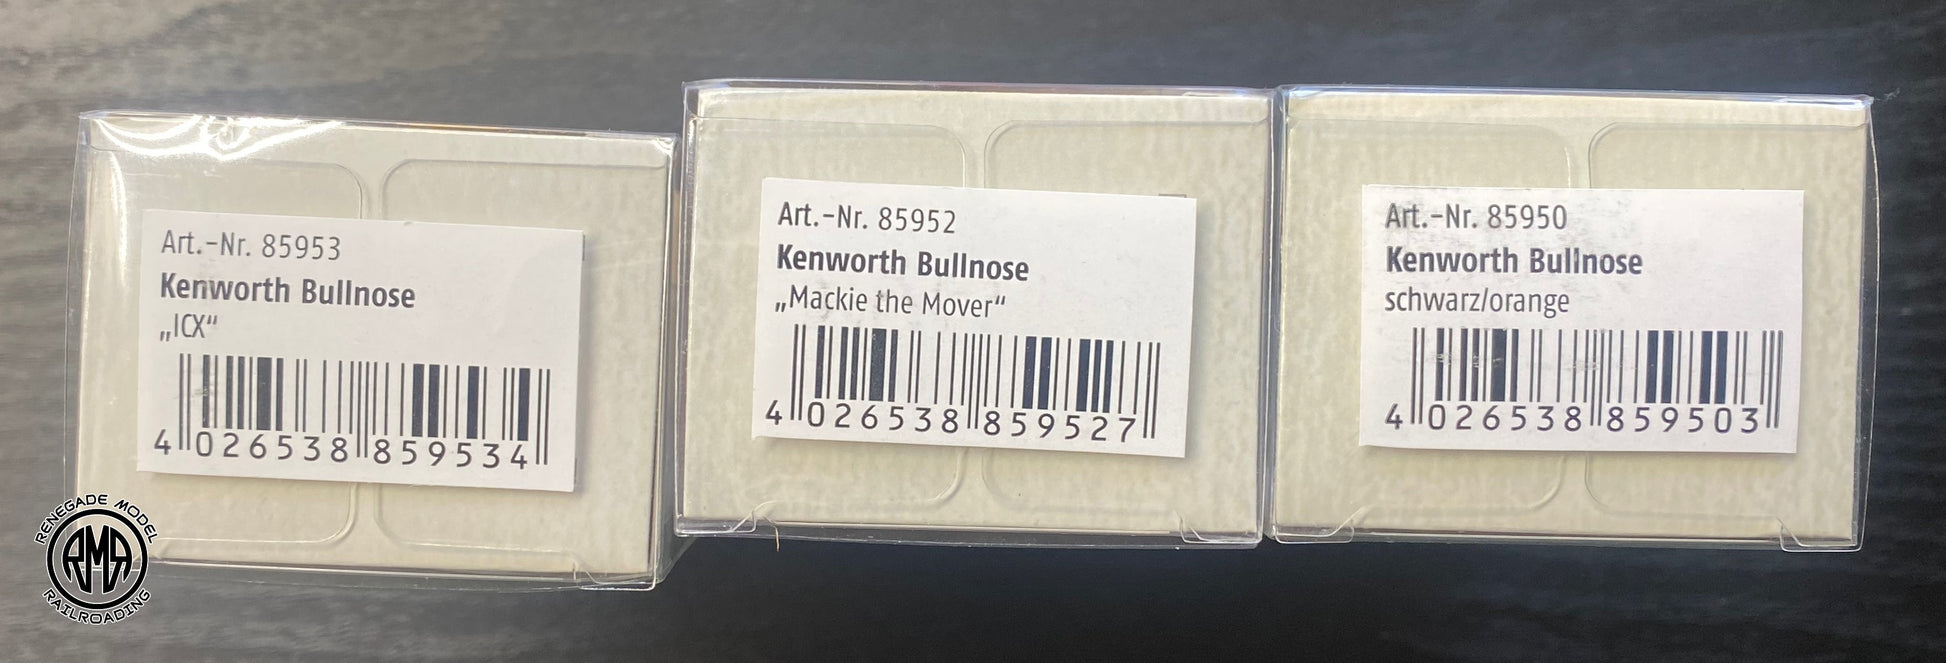 Art.-Nr. 85953
Kenworth Bullnose
„ICX“
4 026538 859534
Art.-Nr. 85952
Kenworth Bullnose
„Mackie the Mover“
4 026538 859527
Art.-Nr. 85950
Kenworth Bullnose
schwarz/orange
4 026538 859503
RENEGADE MODEL
RMR
RAILROADING